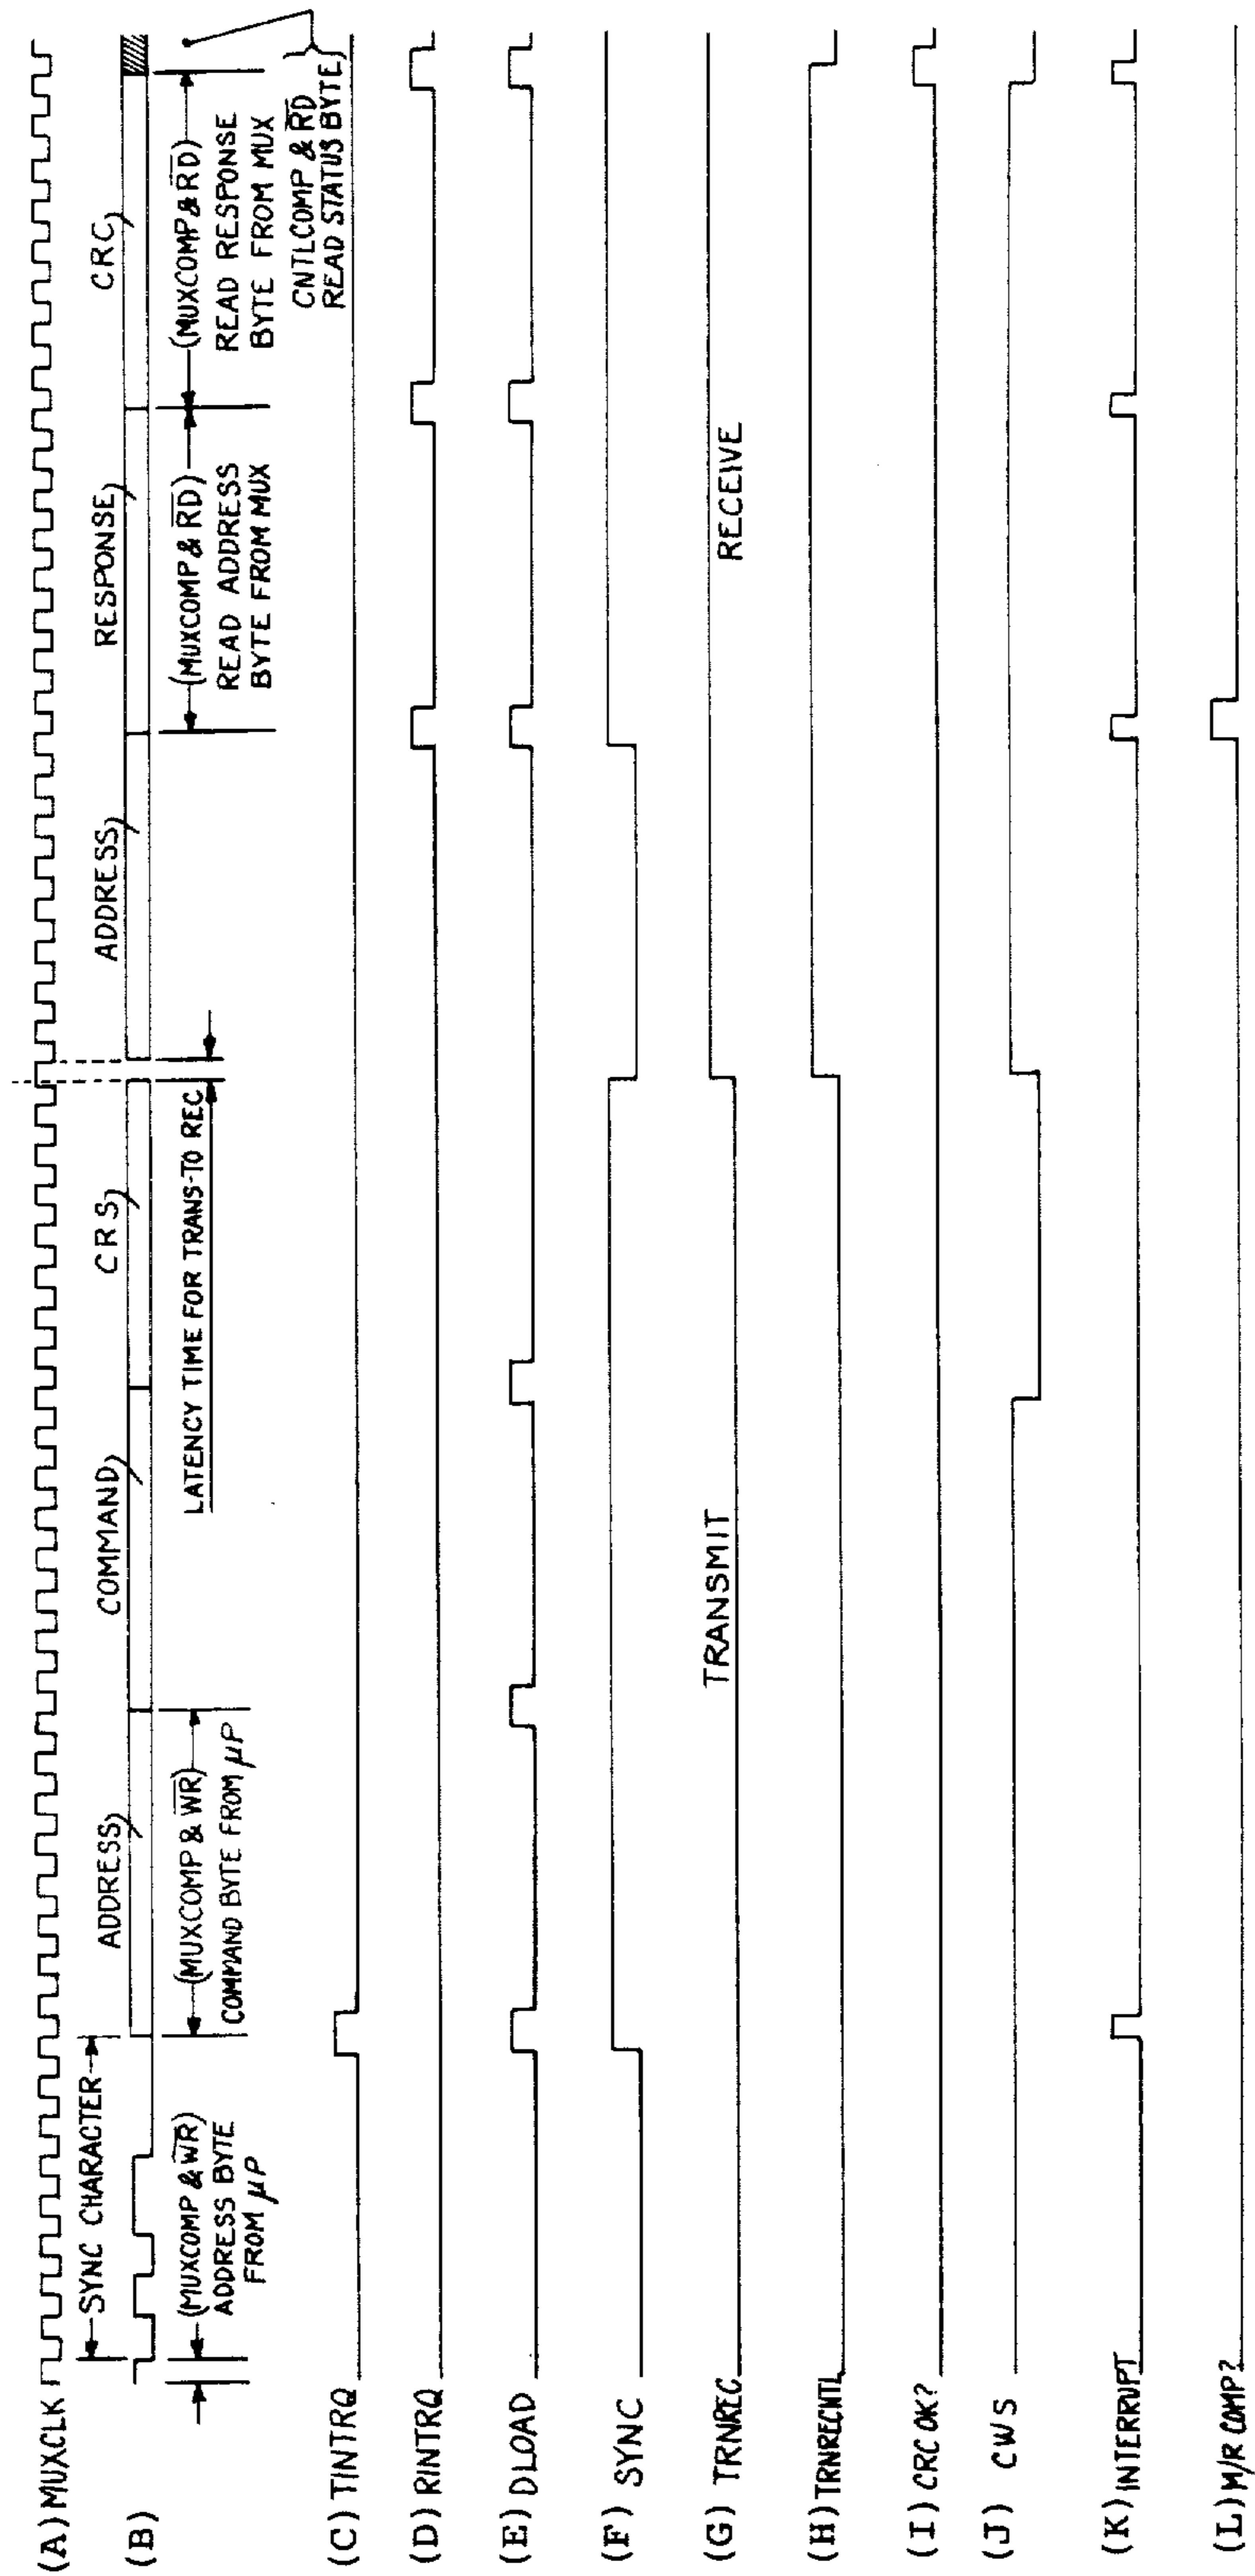 (A) MUXCLK
(B)
SYNC CHARACTER
ADDRESS
COMMAND
CRS
ADDRESS
RESPONSE
CRC
(MUXCOMP & WR)
ADDRESS BYTE
FROM μP
(MUXCOMP & WR)
COMMAND BYTE FROM μP
LATENCY TIME FOR TRANS-TO REC
(MUXCOMP & RD)
READ ADDRESS
BYTE FROM MUX
(MUXCOMP & RD)
READ RESPONSE
BYTE FROM MUX
CNTLCOMP & RD
READ STATUS BYTE
(C) TINTRQ
(D) RINTRQ
(E) DLOAD
(F) SYNC
(G) TRNREC
TRANSMIT
RECEIVE
(H) TRNRECNTL
(I) CRC OK?
(J) CWS
(K) INTERRUPT
(L) M/R COMP?